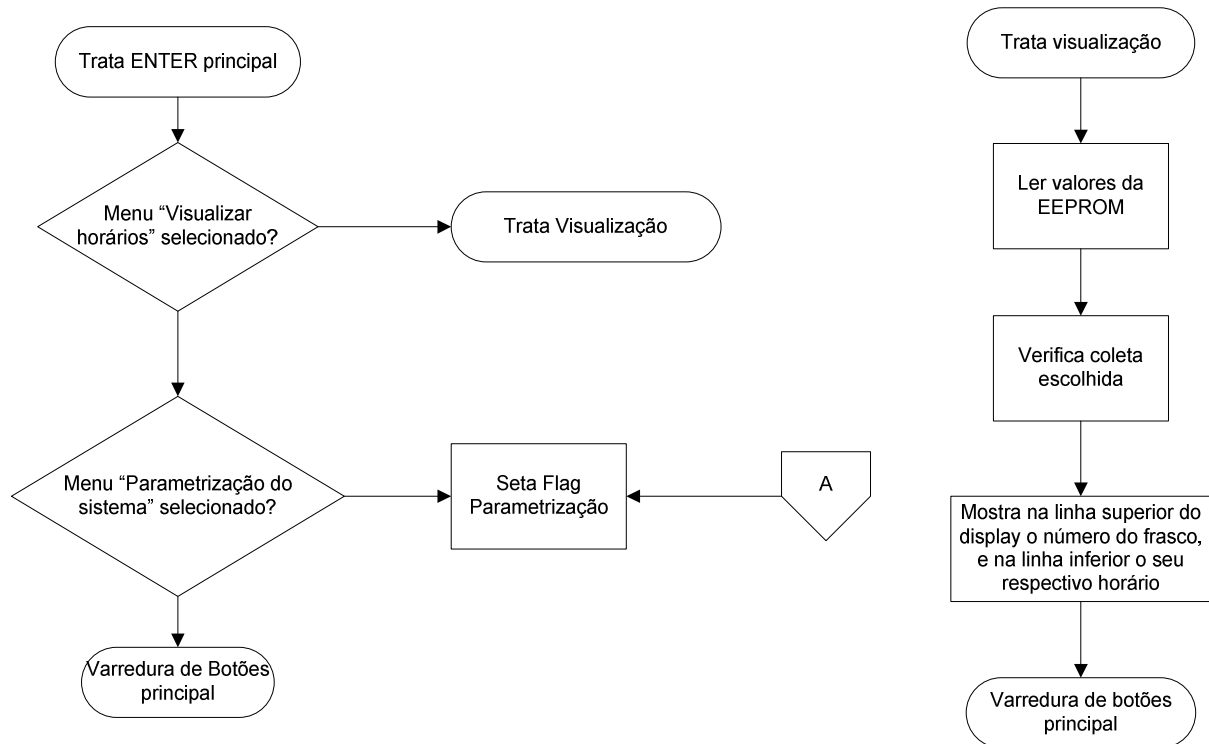 Trata ENTER principal
Menu “Visualizar
horários” selecionado?
Trata Visualização
Menu “Parametrização do
sistema” selecionado?
Seta Flag
Parametrização
A
Varredura de Botões
principal
Trata visualização
Ler valores da
EEPROM
Verifica coleta
escolhida
Mostra na linha superior do
display o número do frasco,
e na linha inferior o seu
respectivo horário
Varredura de botões
principal